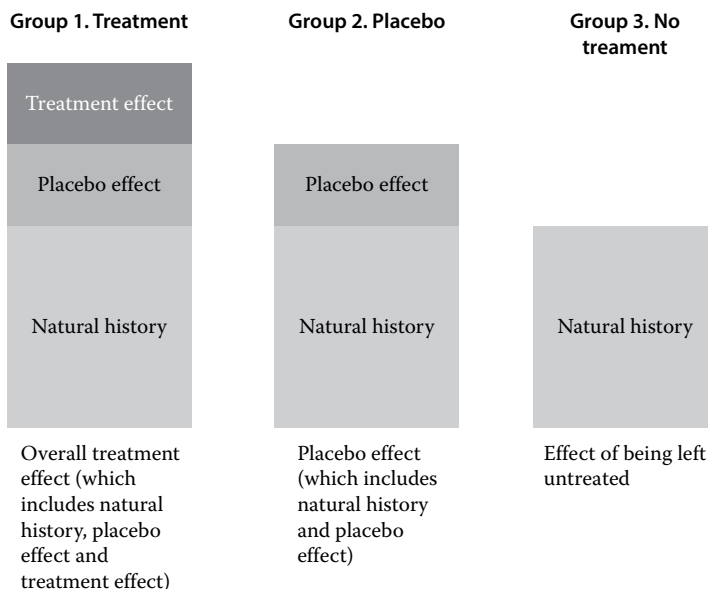 Group 1. Treatment
Group 2. Placebo
Group 3. No
treament
Treatment effect
Placebo effect
Placebo effect
Natural history
Natural history
Natural history
Overall treatment
effect (which
includes natural
history, placebo
effect and
treatment effect)
Placebo effect
(which includes
natural history
and placebo
effect)
Effect of being left
untreated